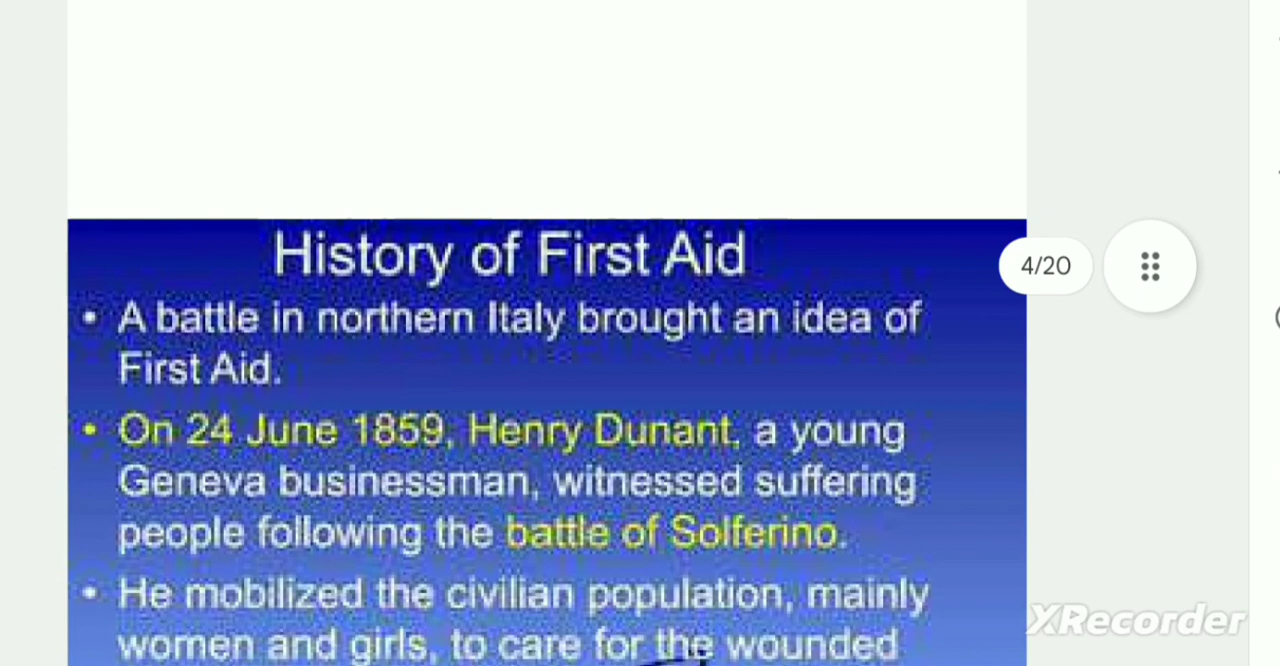 History of First Aid
4/20
• A battle in northern Italy brought an idea of
First Aid.
• On 24 June 1859, Henry Dunant, a young
Geneva businessman, witnessed suffering
people following the battle of Solferino.
• He mobilized the civilian population, mainly
women and girls, to care for the wounded
XRecorder